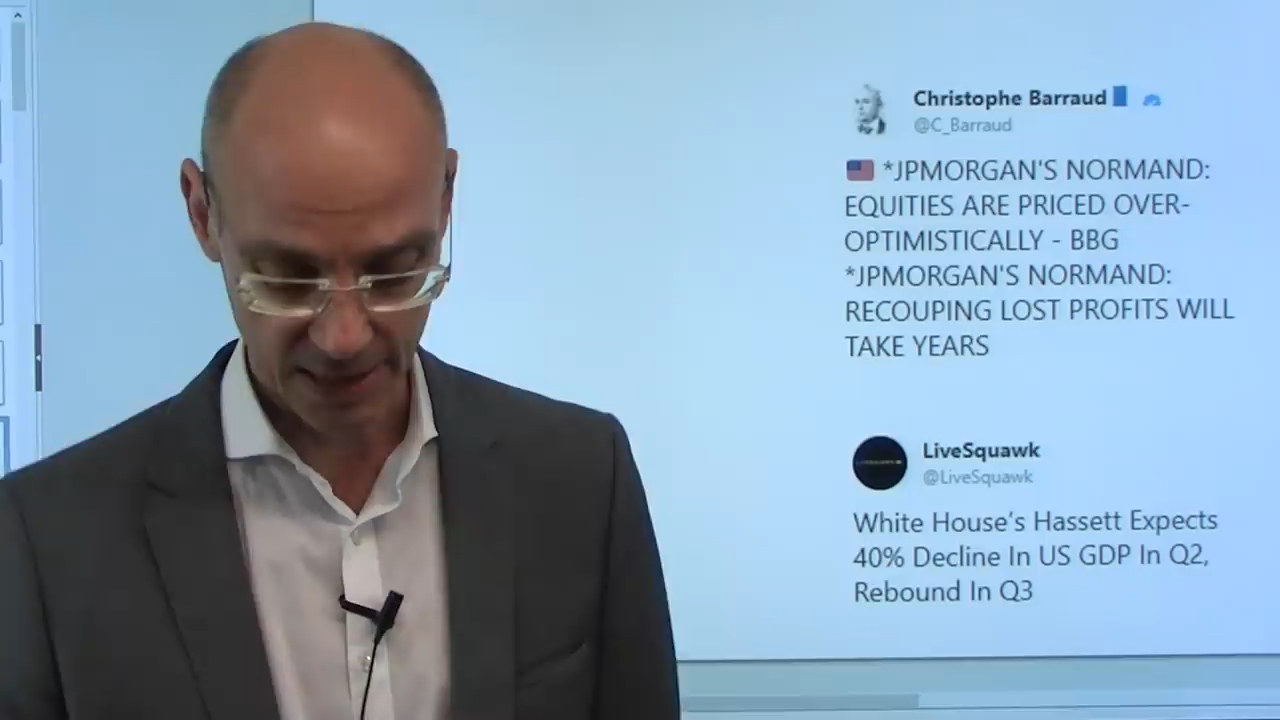 Christophe Barraud
@C_Barraud
*JPMORGAN'S NORMAND:
EQUITIES ARE PRICED OVER-
OPTIMISTICALLY - BBG
*JPMORGAN'S NORMAND:
RECOUPING LOST PROFITS WILL
TAKE YEARS
LiveSquawk
@LiveSquawk
White House’s Hassett Expects
40% Decline In US GDP In Q2,
Rebound In Q3